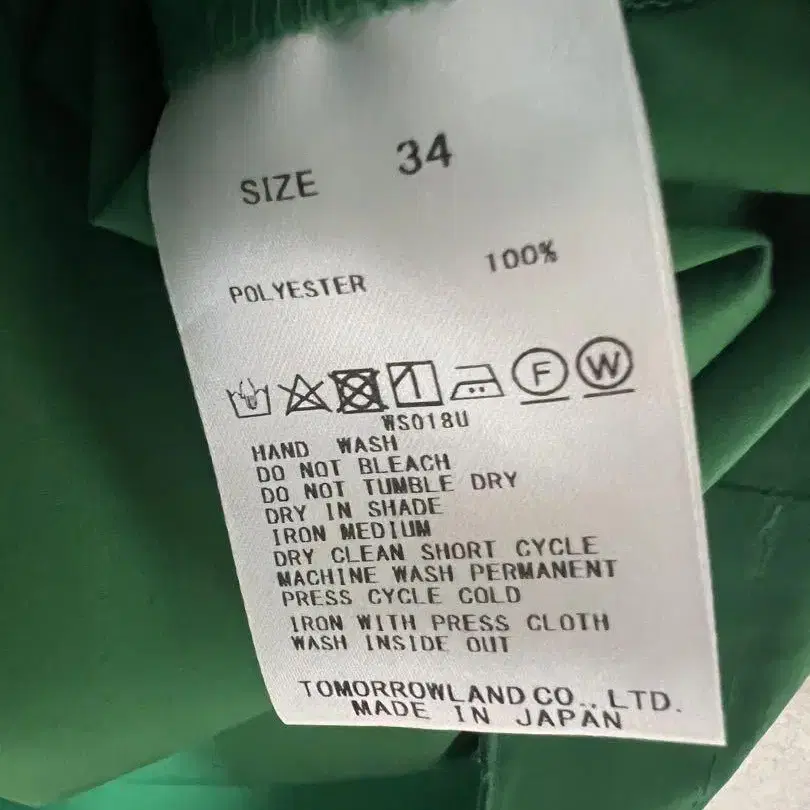 SIZE 34
POLYESTER 100%
F W
WS018U
HAND WASH
DO NOT BLEACH
DO NOT TUMBLE DRY
DRY IN SHADE
IRON MEDIUM
DRY CLEAN SHORT CYCLE
MACHINE WASH PERMANENT
PRESS CYCLE COLD
IRON WITH PRESS CLOTH
WASH INSIDE OUT
TOMORROWLAND CO., LTD.
MADE IN JAPAN